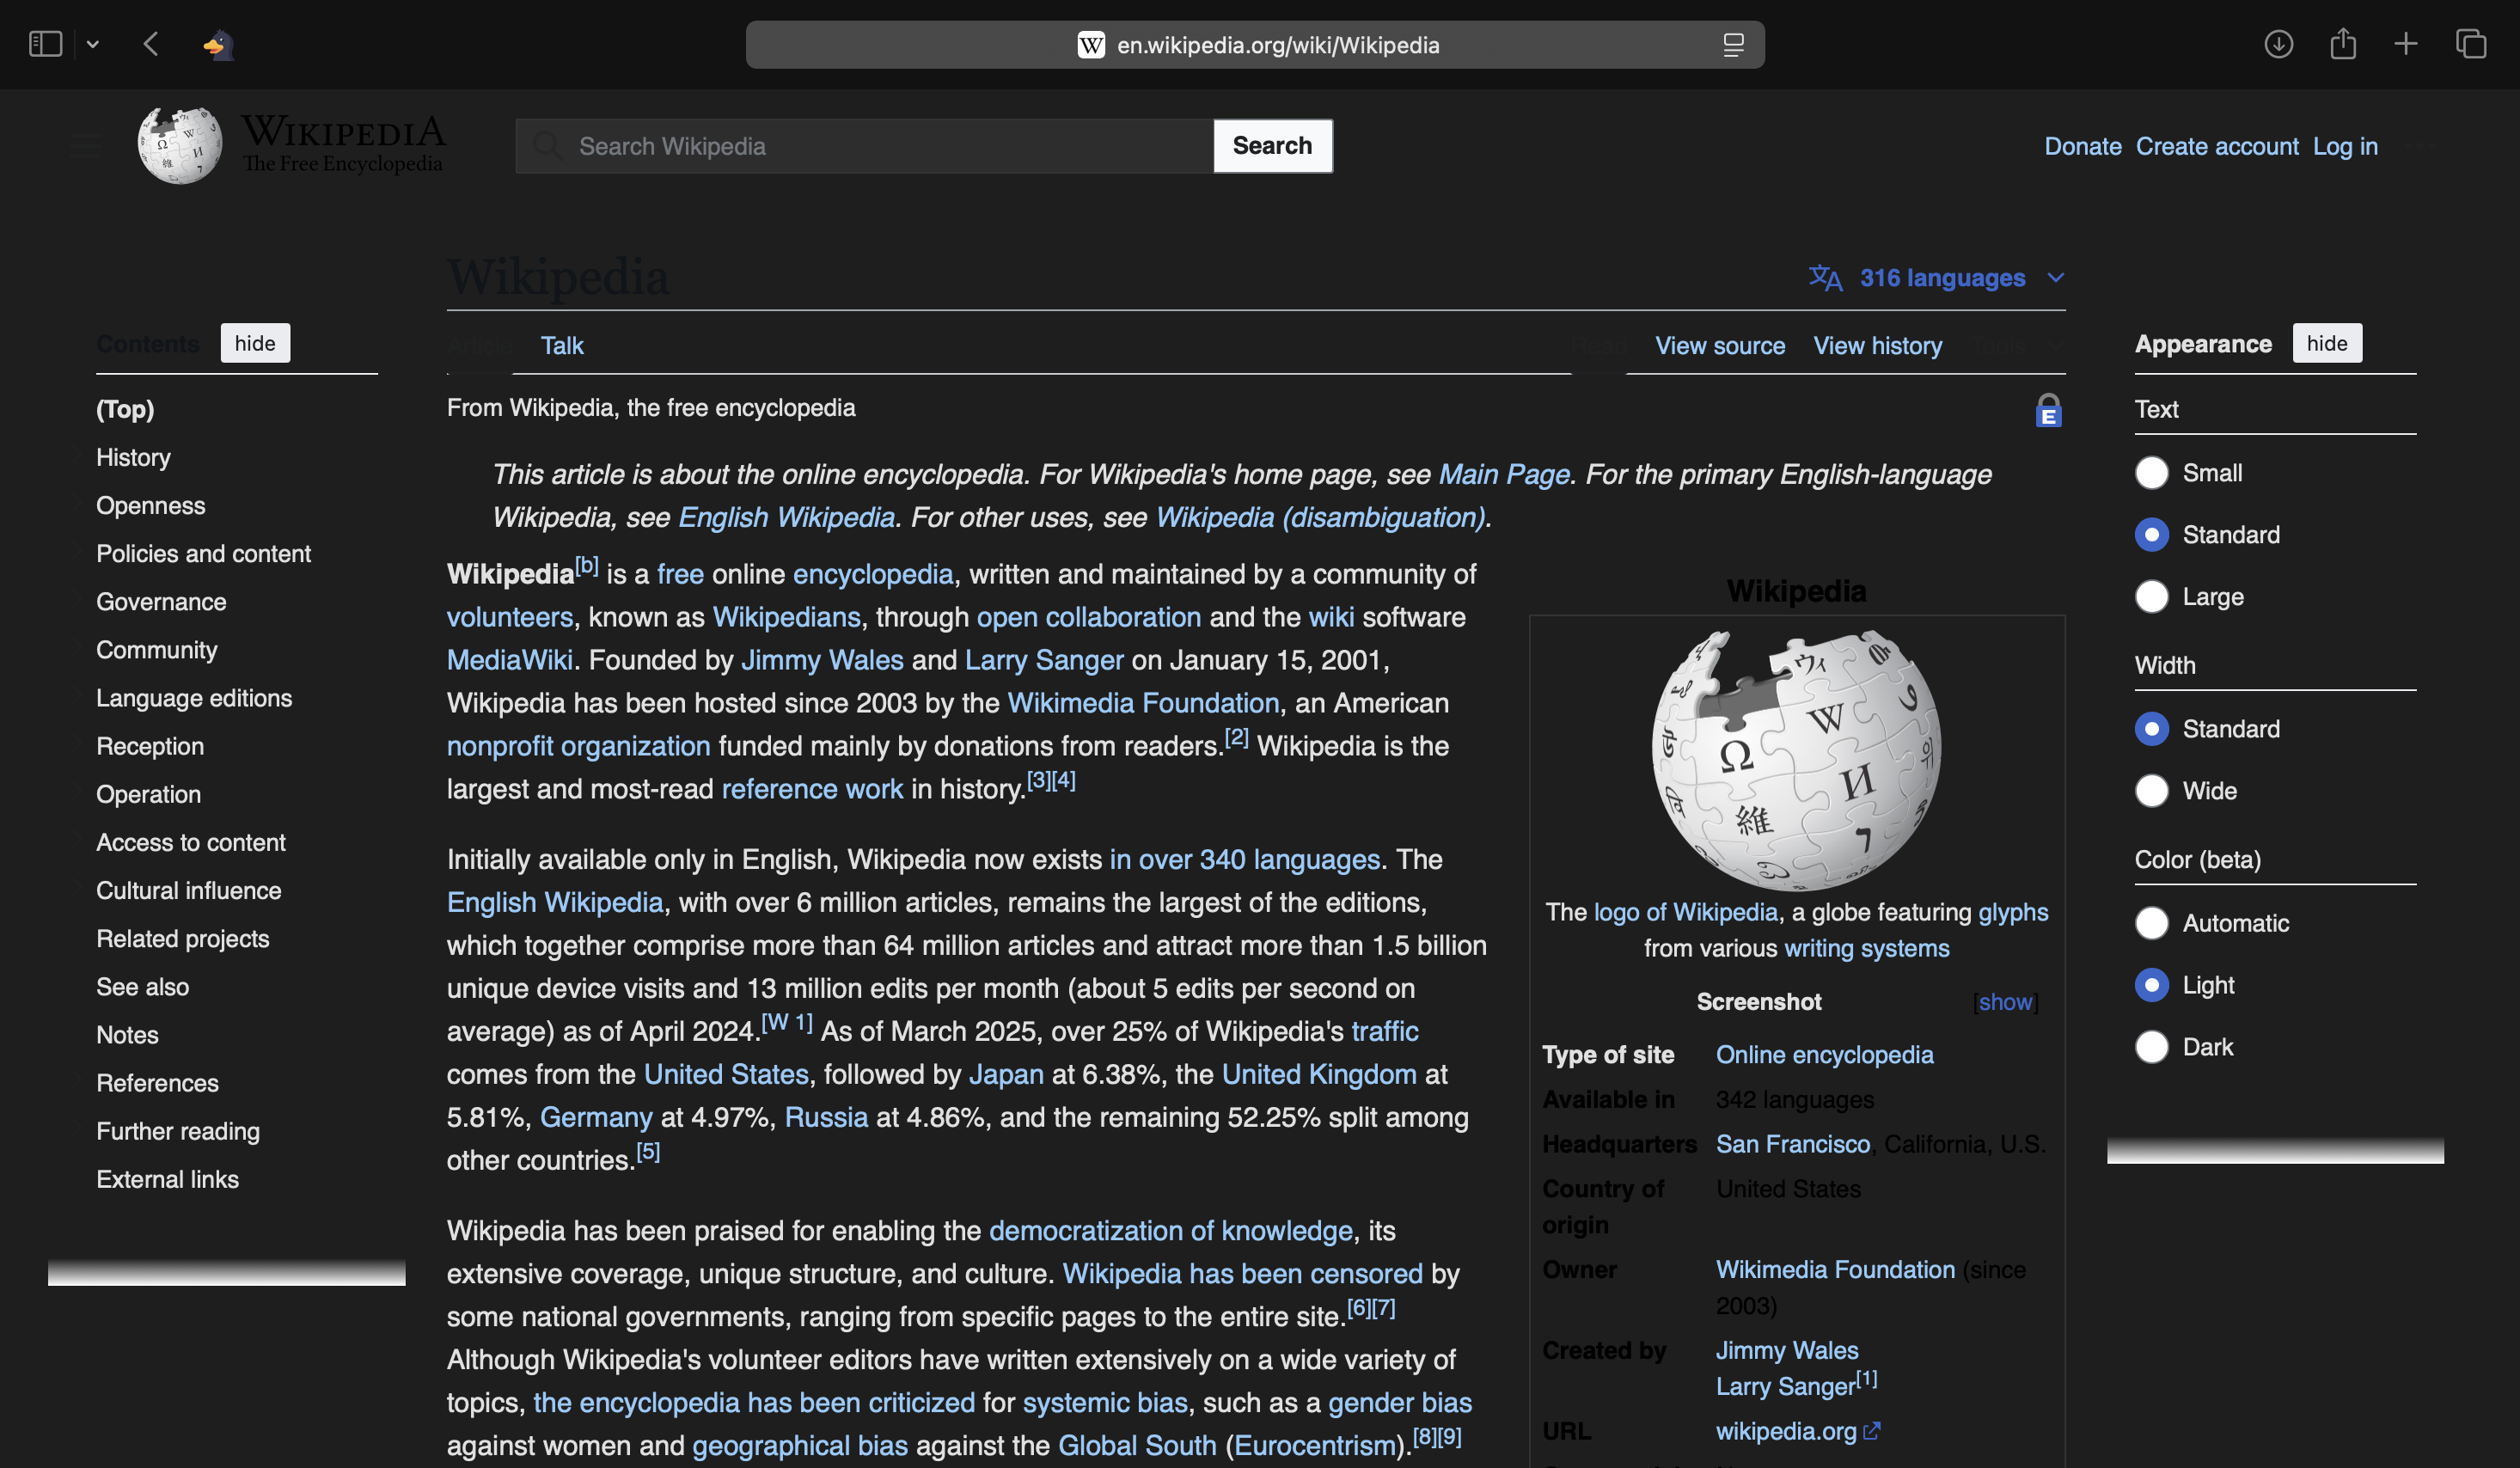 en.wikipedia.org/wiki/Wikipedia
WIKIPEDIA
The Free Encyclopedia
Search Wikipedia
Search
Donate Create account Log in
Wikipedia
316 languages
Contents hide
(Top)
History
Openness
Policies and content
Governance
Community
Language editions
Reception
Operation
Access to content
Cultural influence
Related projects
See also
Notes
References
Further reading
External links
Article Talk
Read View source View history Tools
From Wikipedia, the free encyclopedia
E
This article is about the online encyclopedia. For Wikipedia's home page, see Main Page. For the primary English-language
Wikipedia, see English Wikipedia. For other uses, see Wikipedia (disambiguation).
Wikipedia[b] is a free online encyclopedia, written and maintained by a community of
volunteers, known as Wikipedians, through open collaboration and the wiki software
MediaWiki. Founded by Jimmy Wales and Larry Sanger on January 15, 2001,
Wikipedia has been hosted since 2003 by the Wikimedia Foundation, an American
nonprofit organization funded mainly by donations from readers.[2] Wikipedia is the
largest and most-read reference work in history.[3][4]
Initially available only in English, Wikipedia now exists in over 340 languages. The
English Wikipedia, with over 6 million articles, remains the largest of the editions,
which together comprise more than 64 million articles and attract more than 1.5 billion
unique device visits and 13 million edits per month (about 5 edits per second on
average) as of April 2024.[W 1] As of March 2025, over 25% of Wikipedia's traffic
comes from the United States, followed by Japan at 6.38%, the United Kingdom at
5.81%, Germany at 4.97%, Russia at 4.86%, and the remaining 52.25% split among
other countries.[5]
Wikipedia has been praised for enabling the democratization of knowledge, its
extensive coverage, unique structure, and culture. Wikipedia has been censored by
some national governments, ranging from specific pages to the entire site.[6][7]
Although Wikipedia's volunteer editors have written extensively on a wide variety of
topics, the encyclopedia has been criticized for systemic bias, such as a gender bias
against women and geographical bias against the Global South (Eurocentrism).[8][9]
Wikipedia
Ω W И 維 ウィ 7
The logo of Wikipedia, a globe featuring glyphs
from various writing systems
Screenshot [show]
Type of site Online encyclopedia
Available in 342 languages
Headquarters San Francisco, California, U.S.
Country of United States
origin
Owner Wikimedia Foundation (since
2003)
Created by Jimmy Wales
Larry Sanger[1]
URL wikipedia.org
Appearance hide
Text
Small
Standard
Large
Width
Standard
Wide
Color (beta)
Automatic
Light
Dark